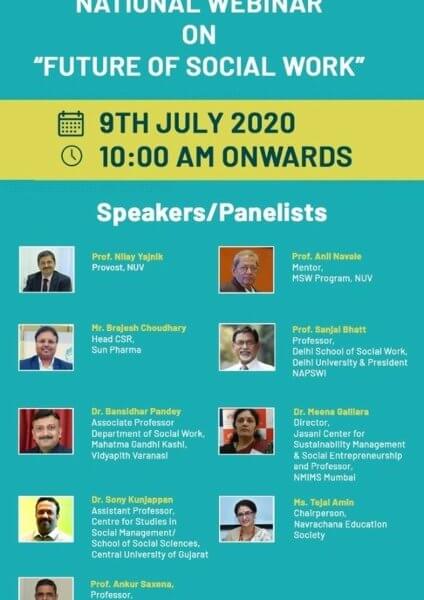 NATIONAL WEBINAR
ON
“FUTURE OF SOCIAL WORK”
9TH JULY 2020
10:00 AM ONWARDS
Speakers/Panelists
Prof. Nilay Yajnik
Provost, NUV
Prof. Anil Navale
Mentor,
MSW Program, NUV
Mr. Brajesh Choudhary
Head CSR,
Sun Pharma
Prof. Sanjai Bhatt
Professor,
Delhi School of Social Work,
Delhi University & President
NAPSWI
Dr. Bansidhar Pandey
Associate Professor
Department of Social Work,
Mahatma Gandhi Kashi,
Vidyapith Varanasi
Dr. Meena Galliara
Director,
Jasani Center for
Sustainability Management
& Social Entrepreneurship
and Professor,
NMIMS Mumbai
Dr. Sony Kunjappan
Assistant Professor,
Centre for Studies in
Social Management/
School of Social Sciences,
Central University of Gujarat
Ms. Tejal Amin
Chairperson,
Navrachana Education
Society
Prof. Ankur Saxena,
Professor,